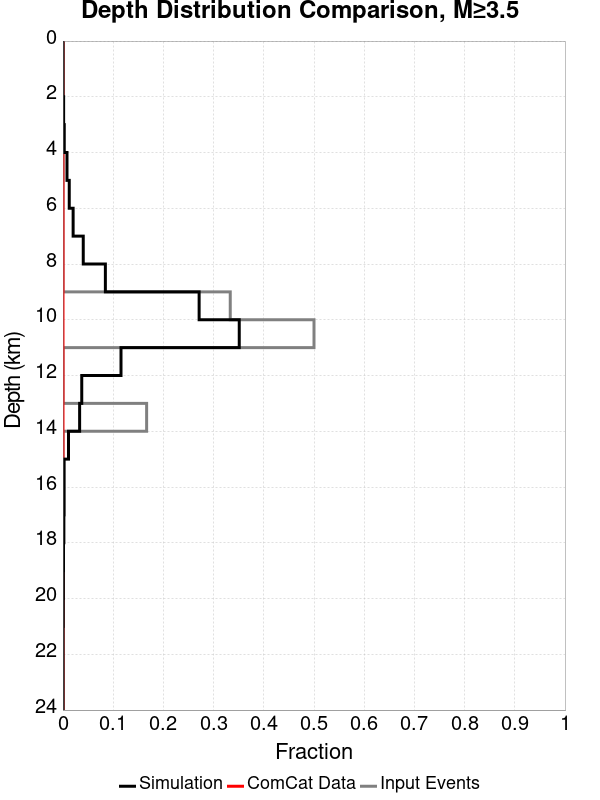 Depth Distribution Comparison, M≥3.5
0
2
4
6
8
10
12
14
16
18
20
22
24
Depth (km)
0 0.1 0.2 0.3 0.4 0.5 0.6 0.7 0.8 0.9 1
Fraction
Simulation ComCat Data Input Events